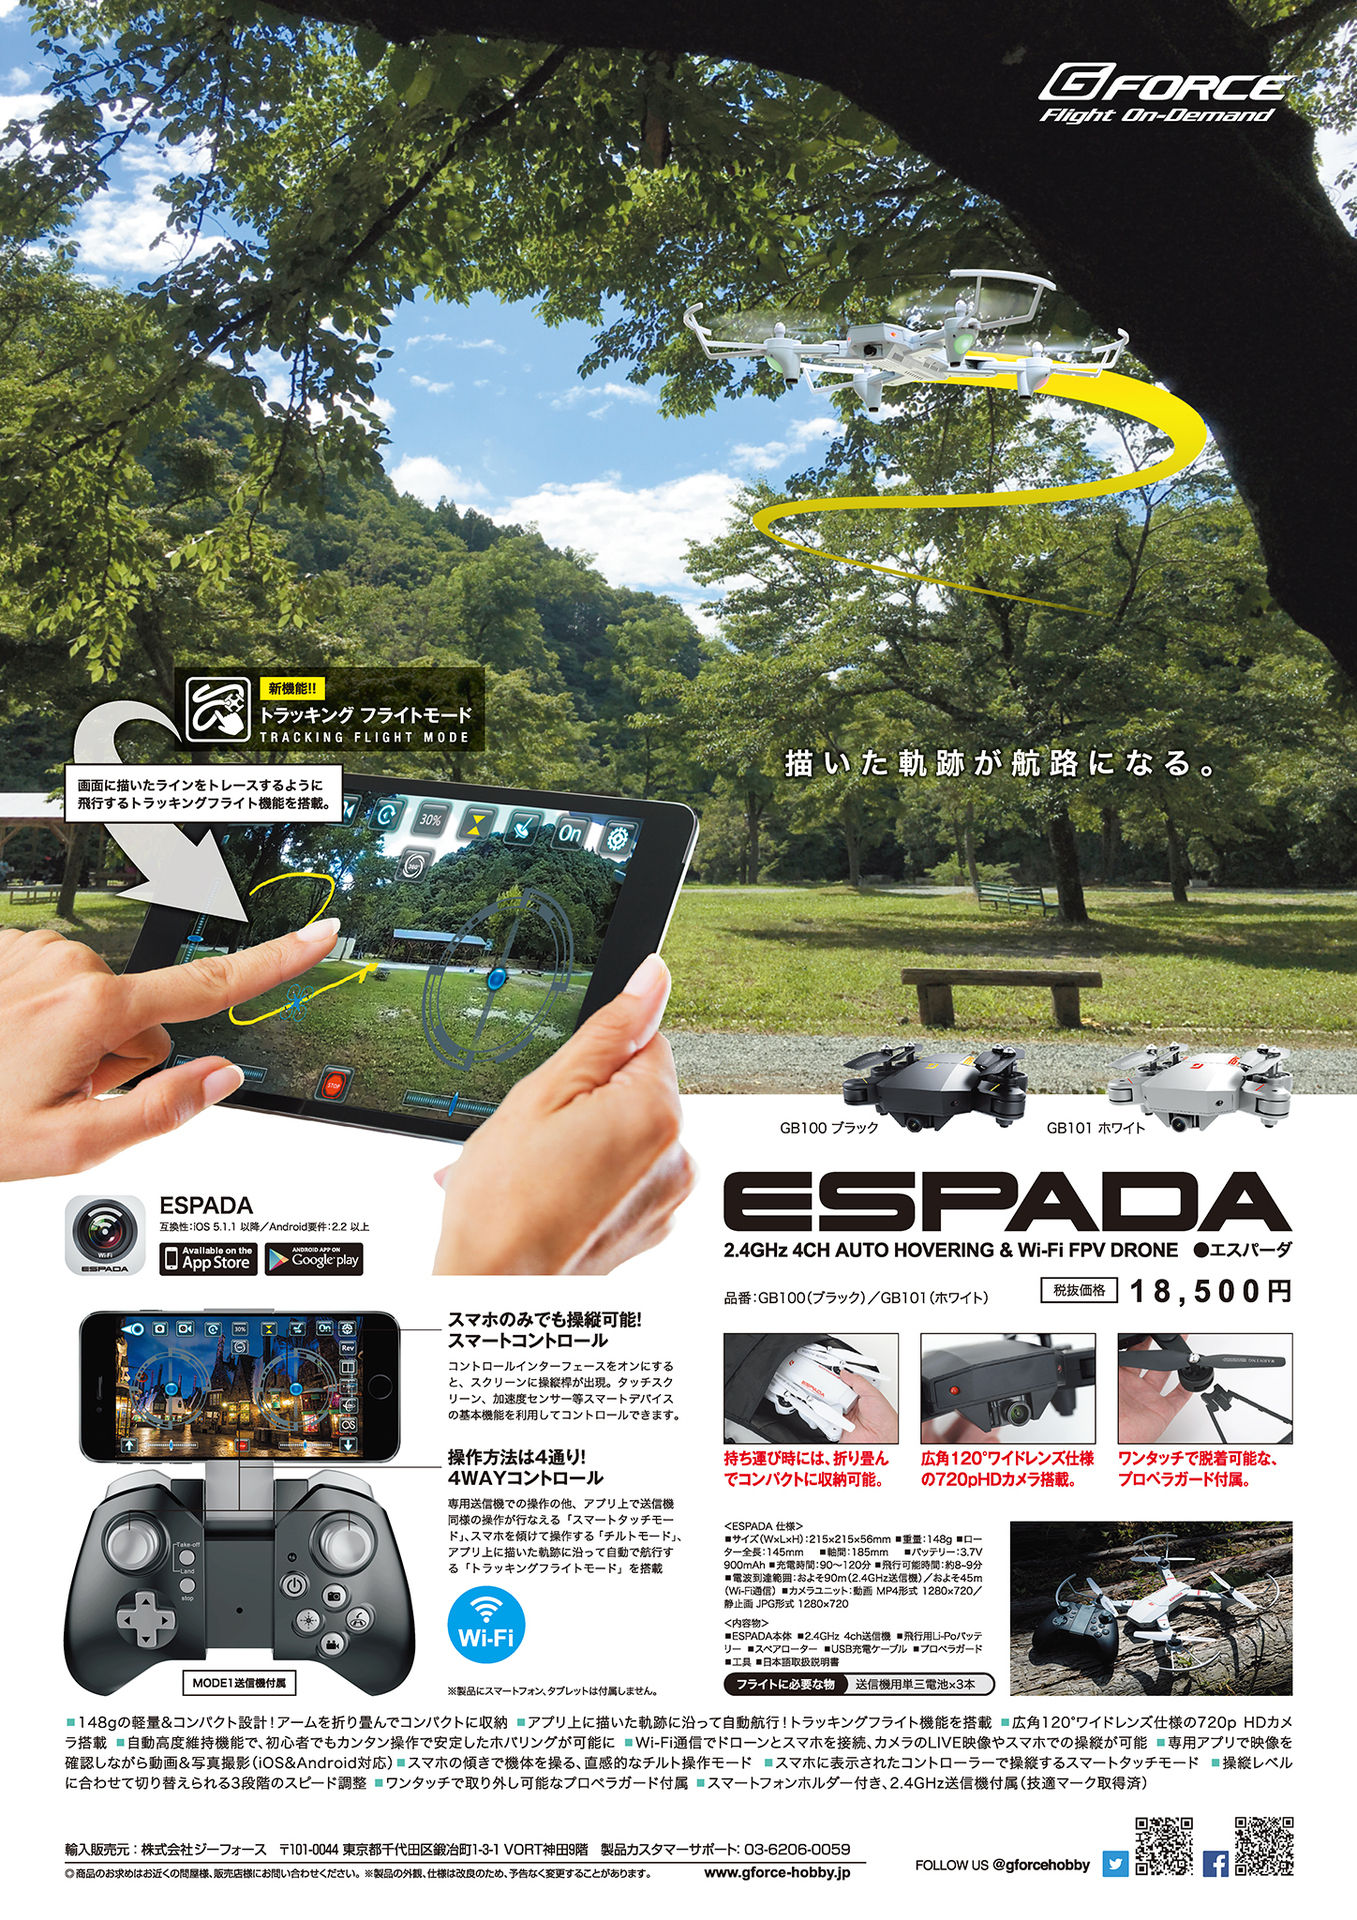 GFORCE
Flight On-Demand
新機能!!
トラッキング フライトモード
TRACKING FLIGHT MODE
画面に描いたラインをトレースするように
飛行するトラッキングフライト機能を搭載。
描いた軌跡が航路になる。
30%
On
360°
STOP
GB100 ブラック
GB101 ホワイト
ESPADA
2.4GHz 4CH AUTO HOVERING & Wi-Fi FPV DRONE ●エスパーダ
品番:GB100(ブラック)/GB101(ホワイト)
税抜価格
18,500円
Wi-Fi
ESPADA
ESPADA
互換性:iOS 5.1.1 以降/Android要件:2.2 以上
Available on the
App Store
ANDROID APP ON
Google play
30%
On
Rev
Take-off
Land
stop
MODE1送信機付属
スマホのみでも操縦可能!
スマートコントロール
コントロールインターフェースをオンにする
と、スクリーンに操縦桿が出現。タッチスク
リーン、加速度センサー等スマートデバイス
の基本機能を利用してコントロールできます。
操作方法は4通り!
4WAYコントロール
専用送信機での操作の他、アプリ上で送信機
同様の操作が行なえる「スマートタッチモー
ド」、スマホを傾けて操作する「チルトモード」、
アプリ上に描いた軌跡に沿って自動で航行す
る「トラッキングフライトモード」を搭載
Wi-Fi
※製品にスマートフォン、タブレットは付属しません。
ESPADA
持ち運び時には、折り畳ん
でコンパクトに収納可能。
広角120°ワイドレンズ仕様
の720pHDカメラ搭載。
ワンタッチで脱着可能な、
プロペラガード付属。
<ESPADA 仕様>
■サイズ(W×L×H):215×215×56mm ■重量:148g ■ロー
ター全長:145mm ■軸間:185mm ■バッテリー:3.7V
900mAh ■充電時間:90〜120分 ■飛行可能時間:約8-9分
■電波到達範囲:およそ90m(2.4GHz送信機)/およそ45m
(Wi-Fi通信) ■カメラユニット:動画 MP4形式 1280×720/
静止画 JPG形式 1280×720
<内容物>
■ESPADA本体 ■2.4GHz 4ch送信機 ■飛行用Li-Poバッテ
リー ■スペアローター ■USB充電ケーブル ■プロペラガード
■工具 ■日本語取扱説明書
フライトに必要な物 送信機用単三電池×3本
■148gの軽量&コンパクト設計!アームを折り畳んでコンパクトに収納 ■アプリ上に描いた軌跡に沿って自動航行!トラッキングフライト機能を搭載 ■広角120°ワイドレンズ仕様の720p HDカメ
ラ搭載 ■自動高度維持機能で、初心者でもカンタン操作で安定したホバリングが可能に ■Wi-Fi通信でドローンとスマホを接続、カメラのLIVE映像やスマホでの操縦が可能 ■専用アプリで映像を
確認しながら動画&写真撮影(iOS&Android対応) ■スマホの傾きで機体を操る、直感的なチルト操作モード ■スマホに表示されたコントローラーで操縦するスマートタッチモード ■操縦レベル
に合わせて切り替えられる3段階のスピード調整 ■ワンタッチで取り外し可能なプロペラガード付属 ■スマートフォンホルダー付き、2.4GHz送信機付属(技適マーク取得済)
輸入販売元:株式会社ジーフォース 〒101-0044 東京都千代田区鍛冶町1-3-1 VORT神田9階 製品カスタマーサポート: 03-6206-0059
◎商品のお求めはお近くの問屋様、販売店様にお問い合わせください。※製品の外観、仕様は改良のため、予告なく変更することがあります。
www.gforce-hobby.jp
FOLLOW US @gforcehobby